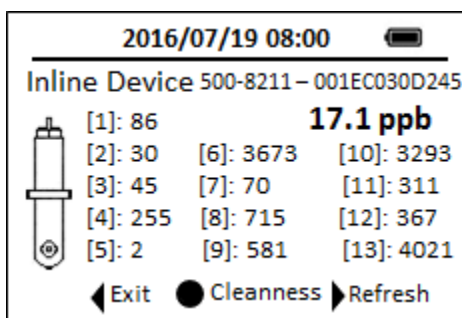 2016/07/19 08:00
Inline Device 500-8211 – 001EC030D245
[1]: 86 17.1 ppb
[2]: 30 [6]: 3673 [10]: 3293
[3]: 45 [7]: 70 [11]: 311
[4]: 255 [8]: 715 [12]: 367
[5]: 2 [9]: 581 [13]: 4021
Exit Cleanness Refresh